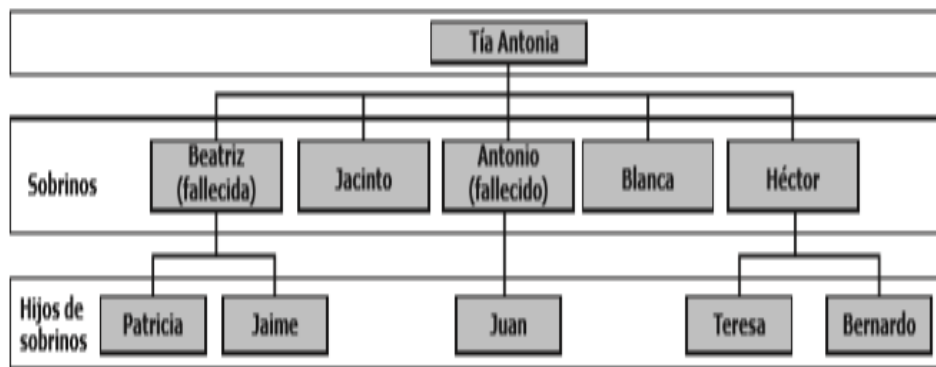 Tía Antonia
Sobrinos
Beatriz
(fallecida)
Jacinto
Antonio
(fallecido)
Blanca
Héctor
Hijos de
sobrinos
Patricia
Jaime
Juan
Teresa
Bernardo